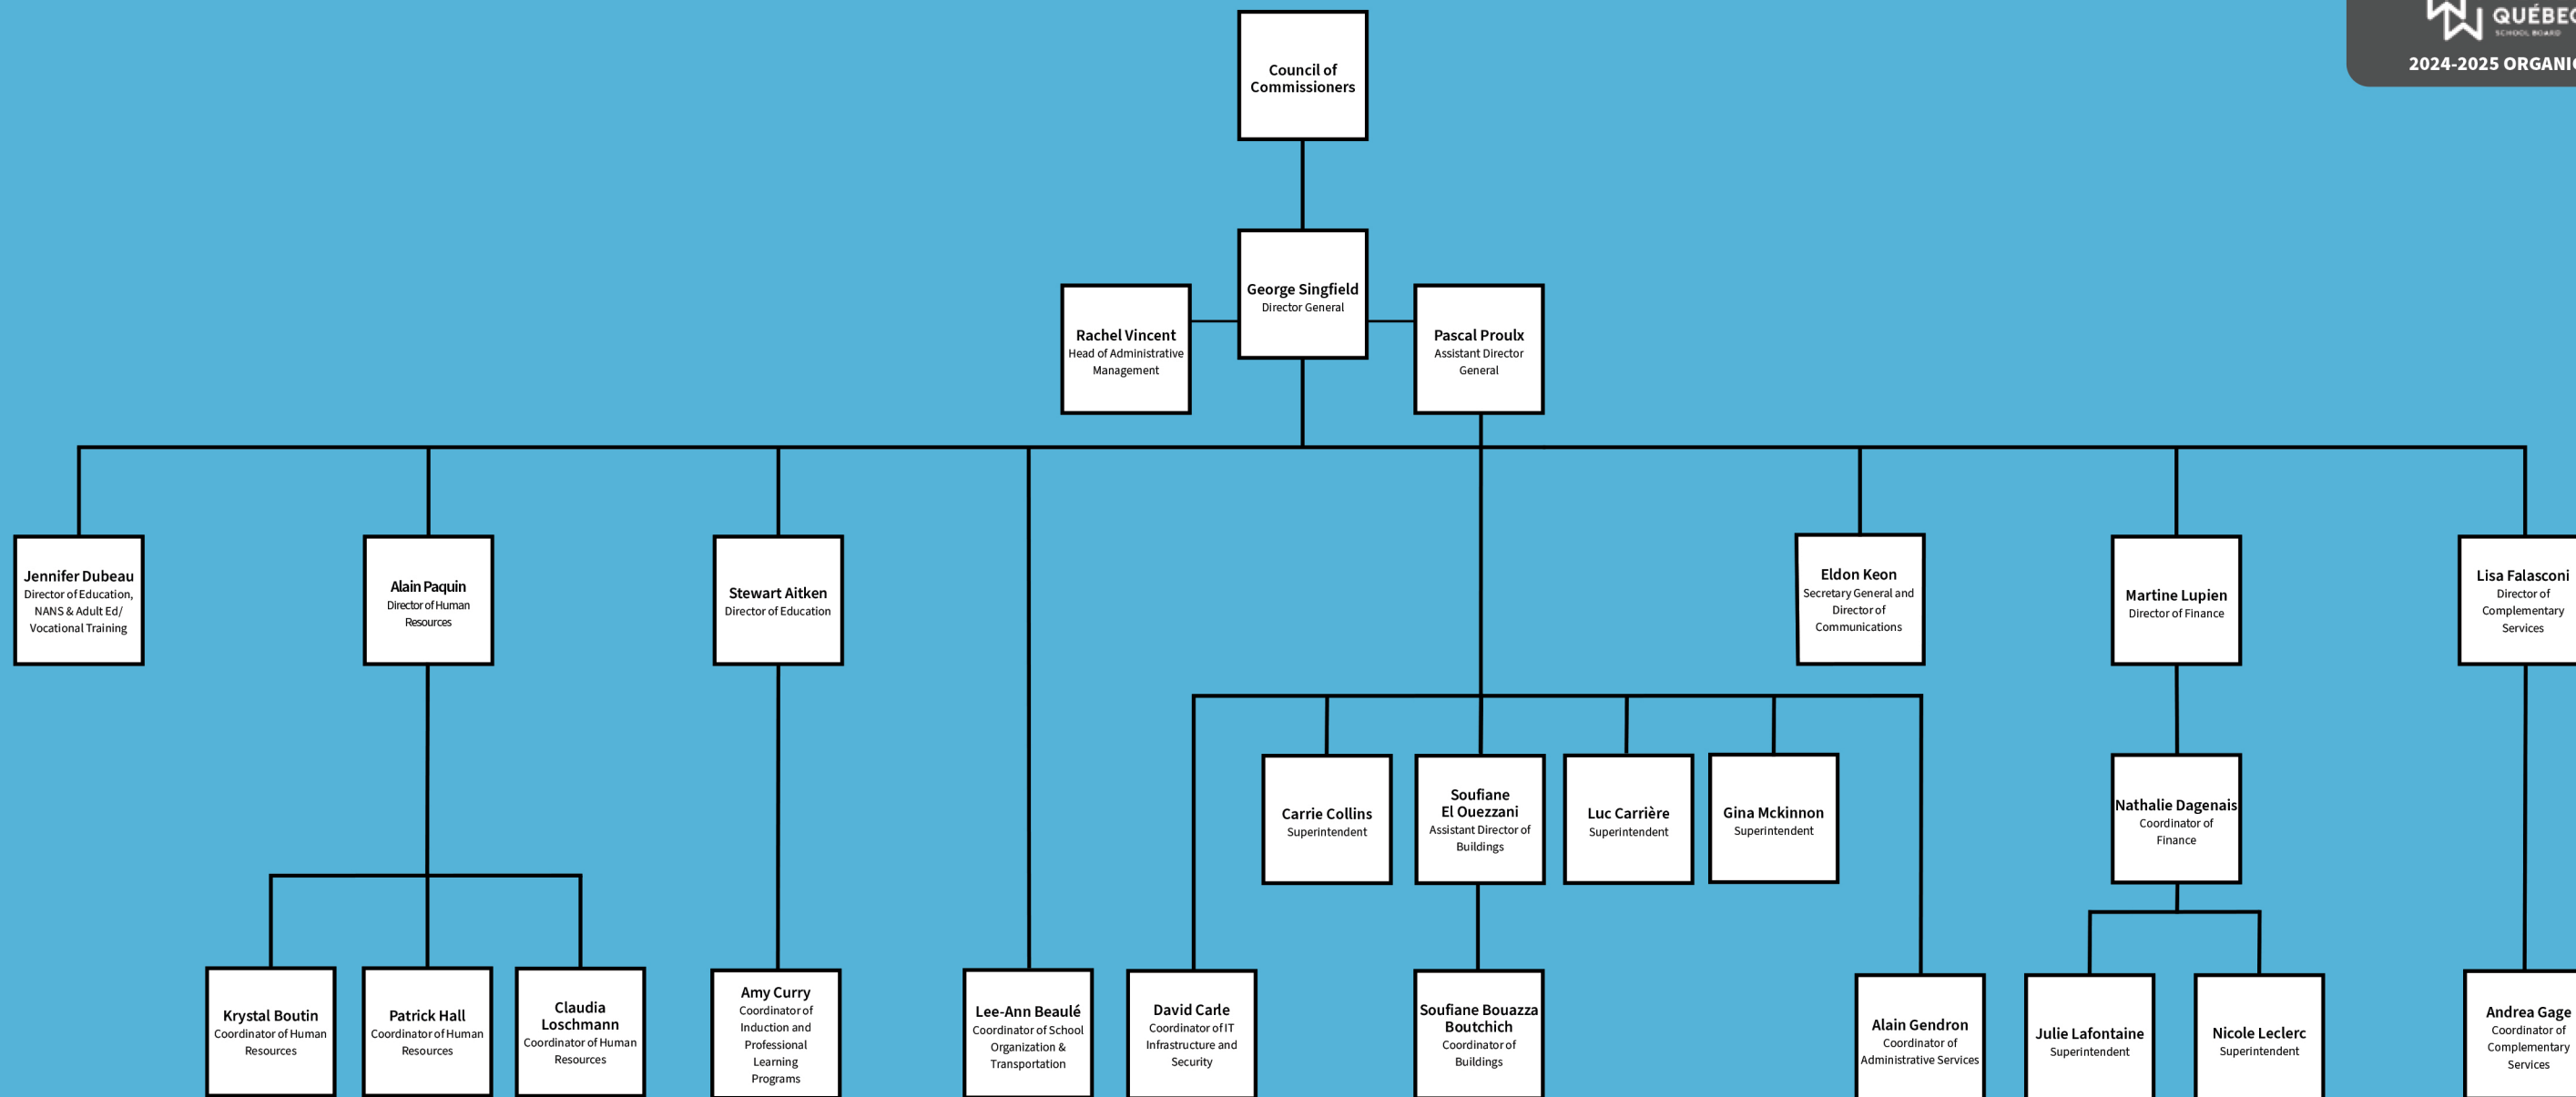 QUÉBEC
SCHOOL BOARD
2024-2025 ORGANI
Council of
Commissioners
George Singfield
Director General
Rachel Vincent
Head of Administrative
Management
Pascal Proulx
Assistant Director
General
Jennifer Dubeau
Director of Education,
NANS & Adult Ed/
Vocational Training
Alain Paquin
Director of Human
Resources
Stewart Aitken
Director of Education
Eldon Keon
Secretary General and
Director of
Communications
Martine Lupien
Director of Finance
Lisa Falasconi
Director of
Complementary
Services
Carrie Collins
Superintendent
Soufiane
El Ouezzani
Assistant Director of
Buildings
Luc Carrière
Superintendent
Gina Mckinnon
Superintendent
Nathalie Dagenais
Coordinator of
Finance
Krystal Boutin
Coordinator of Human
Resources
Patrick Hall
Coordinator of Human
Resources
Claudia
Loschmann
Coordinator of Human
Resources
Amy Curry
Coordinator of
Induction and
Professional
Learning
Programs
Lee-Ann Beaulé
Coordinator of School
Organization &
Transportation
David Carle
Coordinator of IT
Infrastructure and
Security
Soufiane Bouazza
Boutchich
Coordinator of
Buildings
Alain Gendron
Coordinator of
Administrative Services
Julie Lafontaine
Superintendent
Nicole Leclerc
Superintendent
Andrea Gage
Coordinator of
Complementary
Services